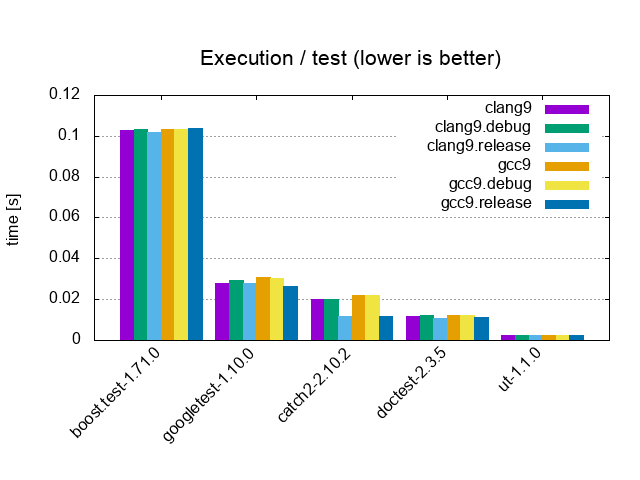 Execution / test (lower is better)
0.12
0.1
0.08
0.06
0.04
0.02
0
time [s]
clang9
clang9.debug
clang9.release
gcc9
gcc9.debug
gcc9.release
boost.test-1.71.0
googletest-1.10.0
catch2-2.10.2
doctest-2.3.5
ut-1.1.0